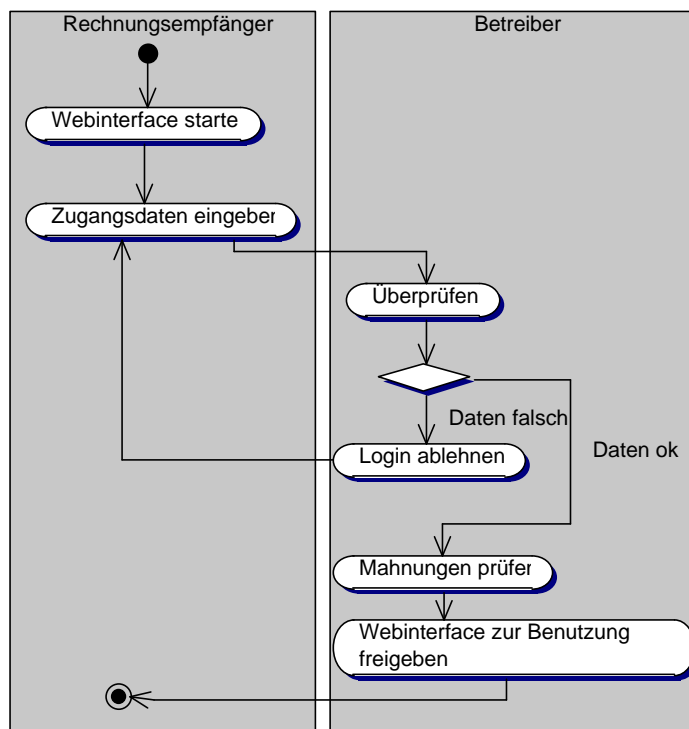 Rechnungsempfänger
Betreiber
Webinterface starte
Zugangsdaten eingeber
Überprüfen
Daten falsch
Daten ok
Login ablehnen
Mahnungen prüfer
Webinterface zur Benutzung
freigeben